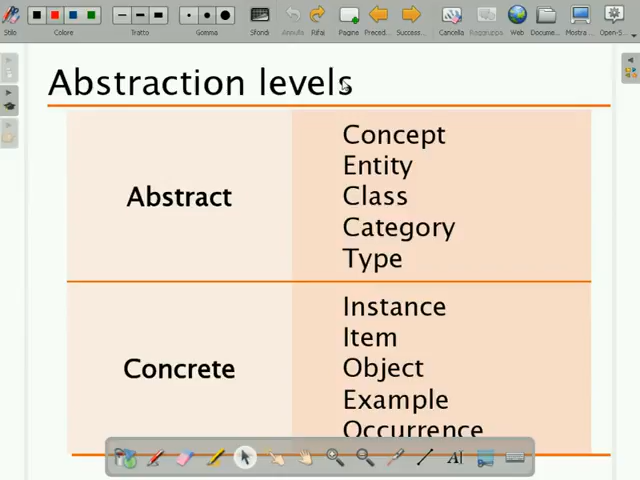 Stilo
Colore
Tratto
Gomma
Sfondi
Annulla
Rifai
Pagine
Preced...
Success...
Cancella
Raggruppa
Web
Docume...
Mostra ...
Open-S...
Abstraction levels
Abstract
Concept
Entity
Class
Category
Type
Concrete
Instance
Item
Object
Example
Occurrence